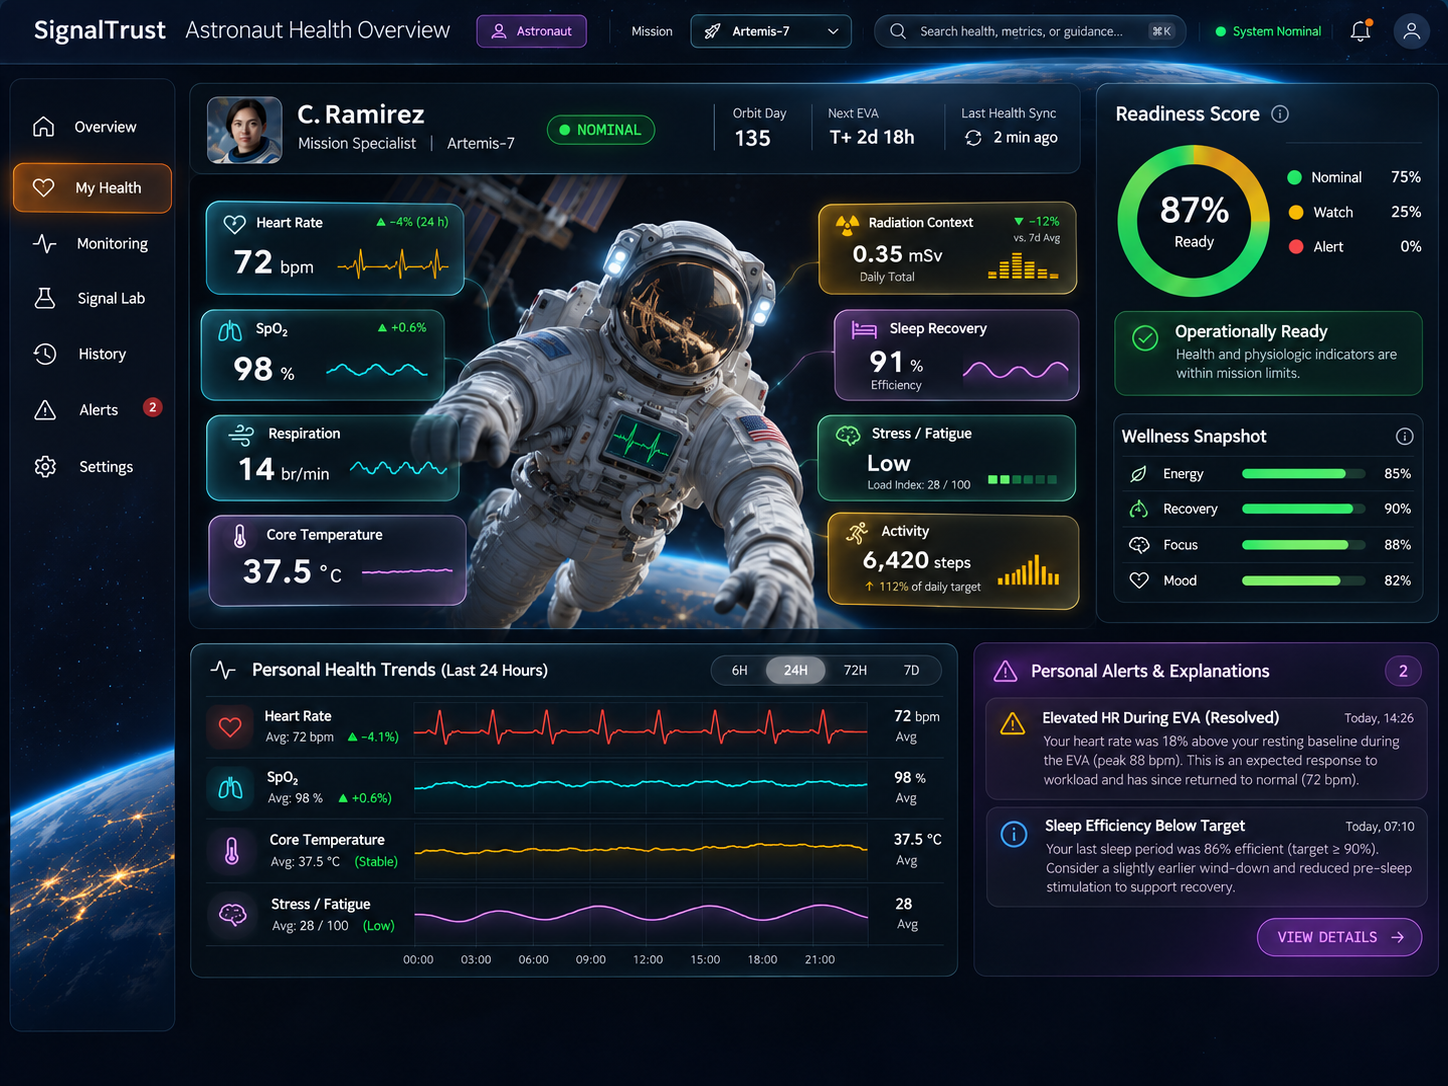 SignalTrust Astronaut Health Overview
Astronaut
Mission
Artemis-7
Search health, metrics, or guidance...
⌘K
System Nominal
Overview
My Health
Monitoring
Signal Lab
History
Alerts
2
Settings
C. Ramirez
Mission Specialist | Artemis-7
NOMINAL
Orbit Day
135
Next EVA
T+ 2d 18h
Last Health Sync
2 min ago
Heart Rate
▲ -4% (24 h)
72 bpm
SpO₂
▲ +0.6%
98 %
Respiration
14 br/min
Core Temperature
37.5 °C
Radiation Context
▼ -12%
vs. 7d Avg
0.35 mSv
Daily Total
Sleep Recovery
91 %
Efficiency
Stress / Fatigue
Low
Load Index: 28 / 100
Activity
6,420 steps
↑ 112% of daily target
Readiness Score
87%
Ready
Nominal 75%
Watch 25%
Alert 0%
Operationally Ready
Health and physiologic indicators are
within mission limits.
Wellness Snapshot
Energy 85%
Recovery 90%
Focus 88%
Mood 82%
Personal Health Trends (Last 24 Hours)
6H 24H 72H 7D
Heart Rate
Avg: 72 bpm ▲ -4.1%)
72 bpm
Avg
SpO₂
Avg: 98 % ▲ +0.6%)
98 %
Avg
Core Temperature
Avg: 37.5 °C (Stable)
37.5 °C
Avg
Stress / Fatigue
Avg: 28 / 100 (Low)
28
Avg
00:00 03:00 06:00 09:00 12:00 15:00 18:00 21:00
Personal Alerts & Explanations
2
Elevated HR During EVA (Resolved)
Today, 14:26
Your heart rate was 18% above your resting baseline during
the EVA (peak 88 bpm). This is an expected response to
workload and has since returned to normal (72 bpm).
Sleep Efficiency Below Target
Today, 07:10
Your last sleep period was 86% efficient (target ≥ 90%).
Consider a slightly earlier wind-down and reduced pre-sleep
stimulation to support recovery.
VIEW DETAILS →